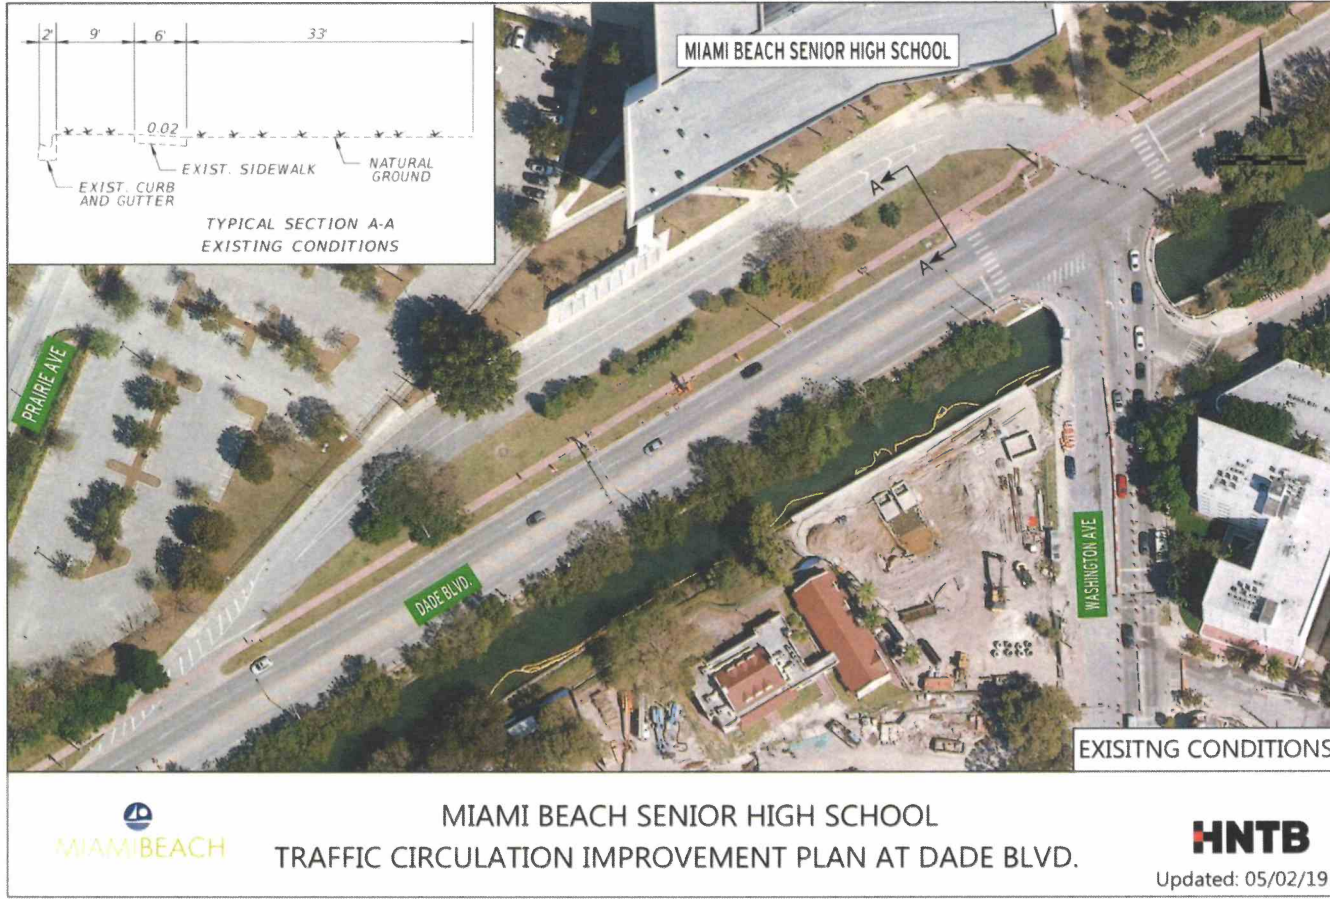 2'
9'
6'
33'
0.02
EXIST. SIDEWALK
NATURAL
GROUND
EXIST. CURB
AND GUTTER
TYPICAL SECTION A-A
EXISTING CONDITIONS
MIAMI BEACH SENIOR HIGH SCHOOL
A
A
PRAIRIE AVE
DADE BLVD.
WASHINGTON AVE
EXISITNG CONDITIONS
MIAMIBEACH
MIAMI BEACH SENIOR HIGH SCHOOL
TRAFFIC CIRCULATION IMPROVEMENT PLAN AT DADE BLVD.
HNTB
Updated: 05/02/19